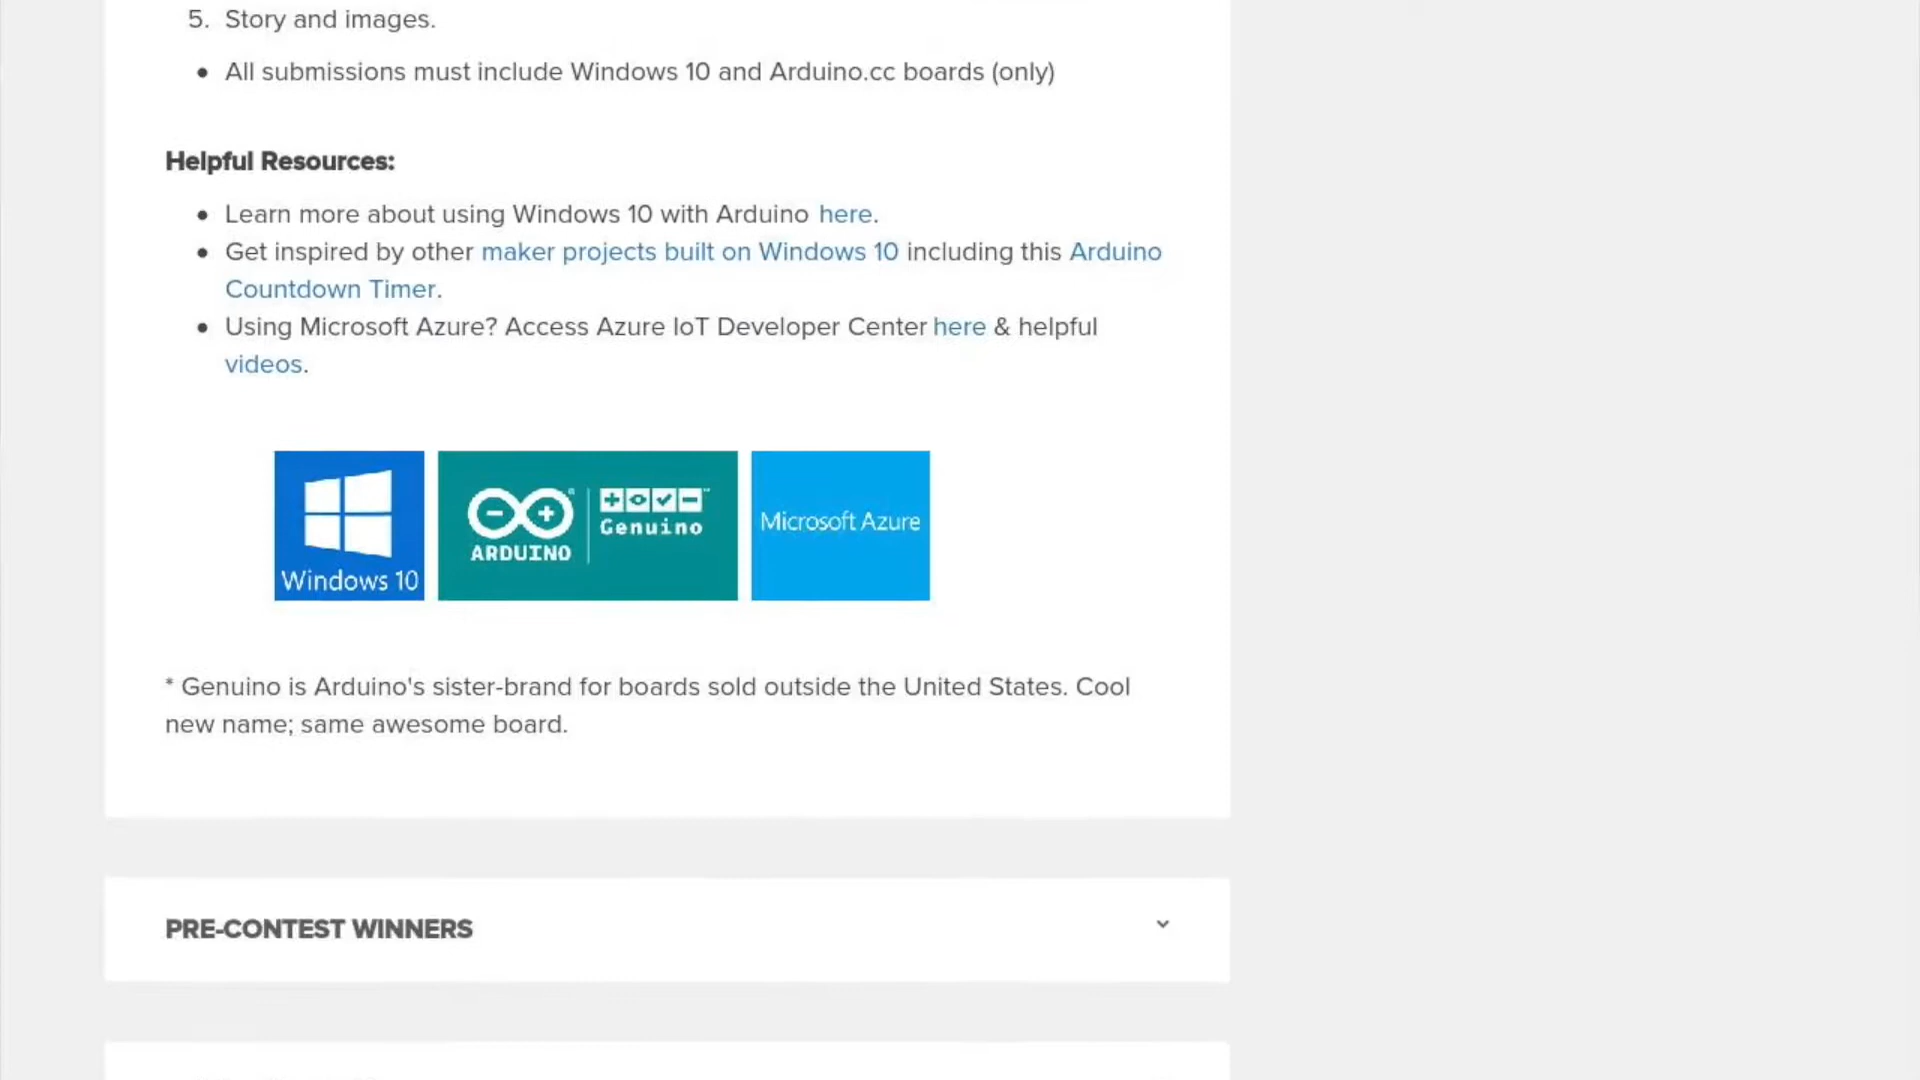 5. Story and images.
• All submissions must include Windows 10 and Arduino.cc boards (only)
Helpful Resources:
• Learn more about using Windows 10 with Arduino here.
• Get inspired by other maker projects built on Windows 10 including this Arduino
Countdown Timer.
• Using Microsoft Azure? Access Azure IoT Developer Center here & helpful
videos.
Windows 10
ARDUINO
Genuino
Microsoft Azure
* Genuino is Arduino's sister-brand for boards sold outside the United States. Cool
new name; same awesome board.
PRE-CONTEST WINNERS